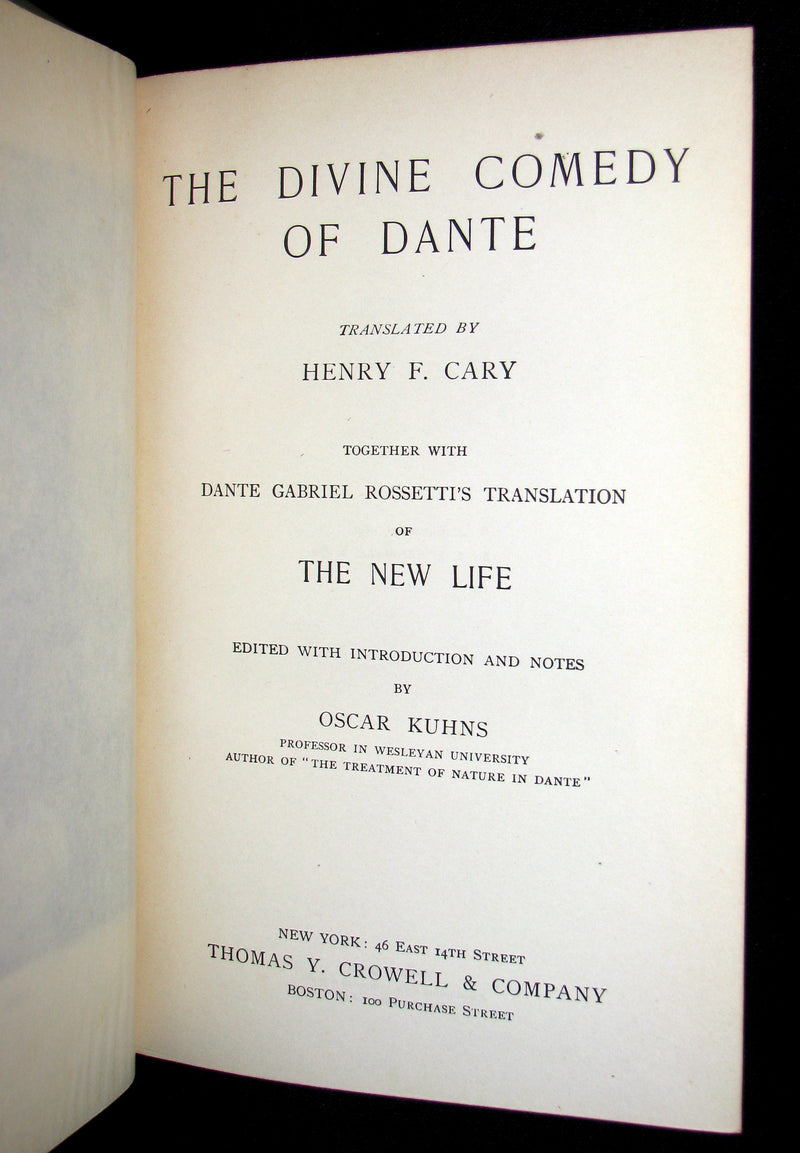 THE DIVINE COMEDY
OF DANTE
TRANSLATED BY
HENRY F. CARY
TOGETHER WITH
DANTE GABRIEL ROSSETTI'S TRANSLATION
OF
THE NEW LIFE
EDITED WITH INTRODUCTION AND NOTES
BY
OSCAR KUHNS
PROFESSOR IN WESLEYAN UNIVERSITY
AUTHOR OF "THE TREATMENT OF NATURE IN DANTE"
NEW YORK: 46 EAST 14TH STREET
THOMAS Y. CROWELL & COMPANY
BOSTON: 100 PURCHASE STREET